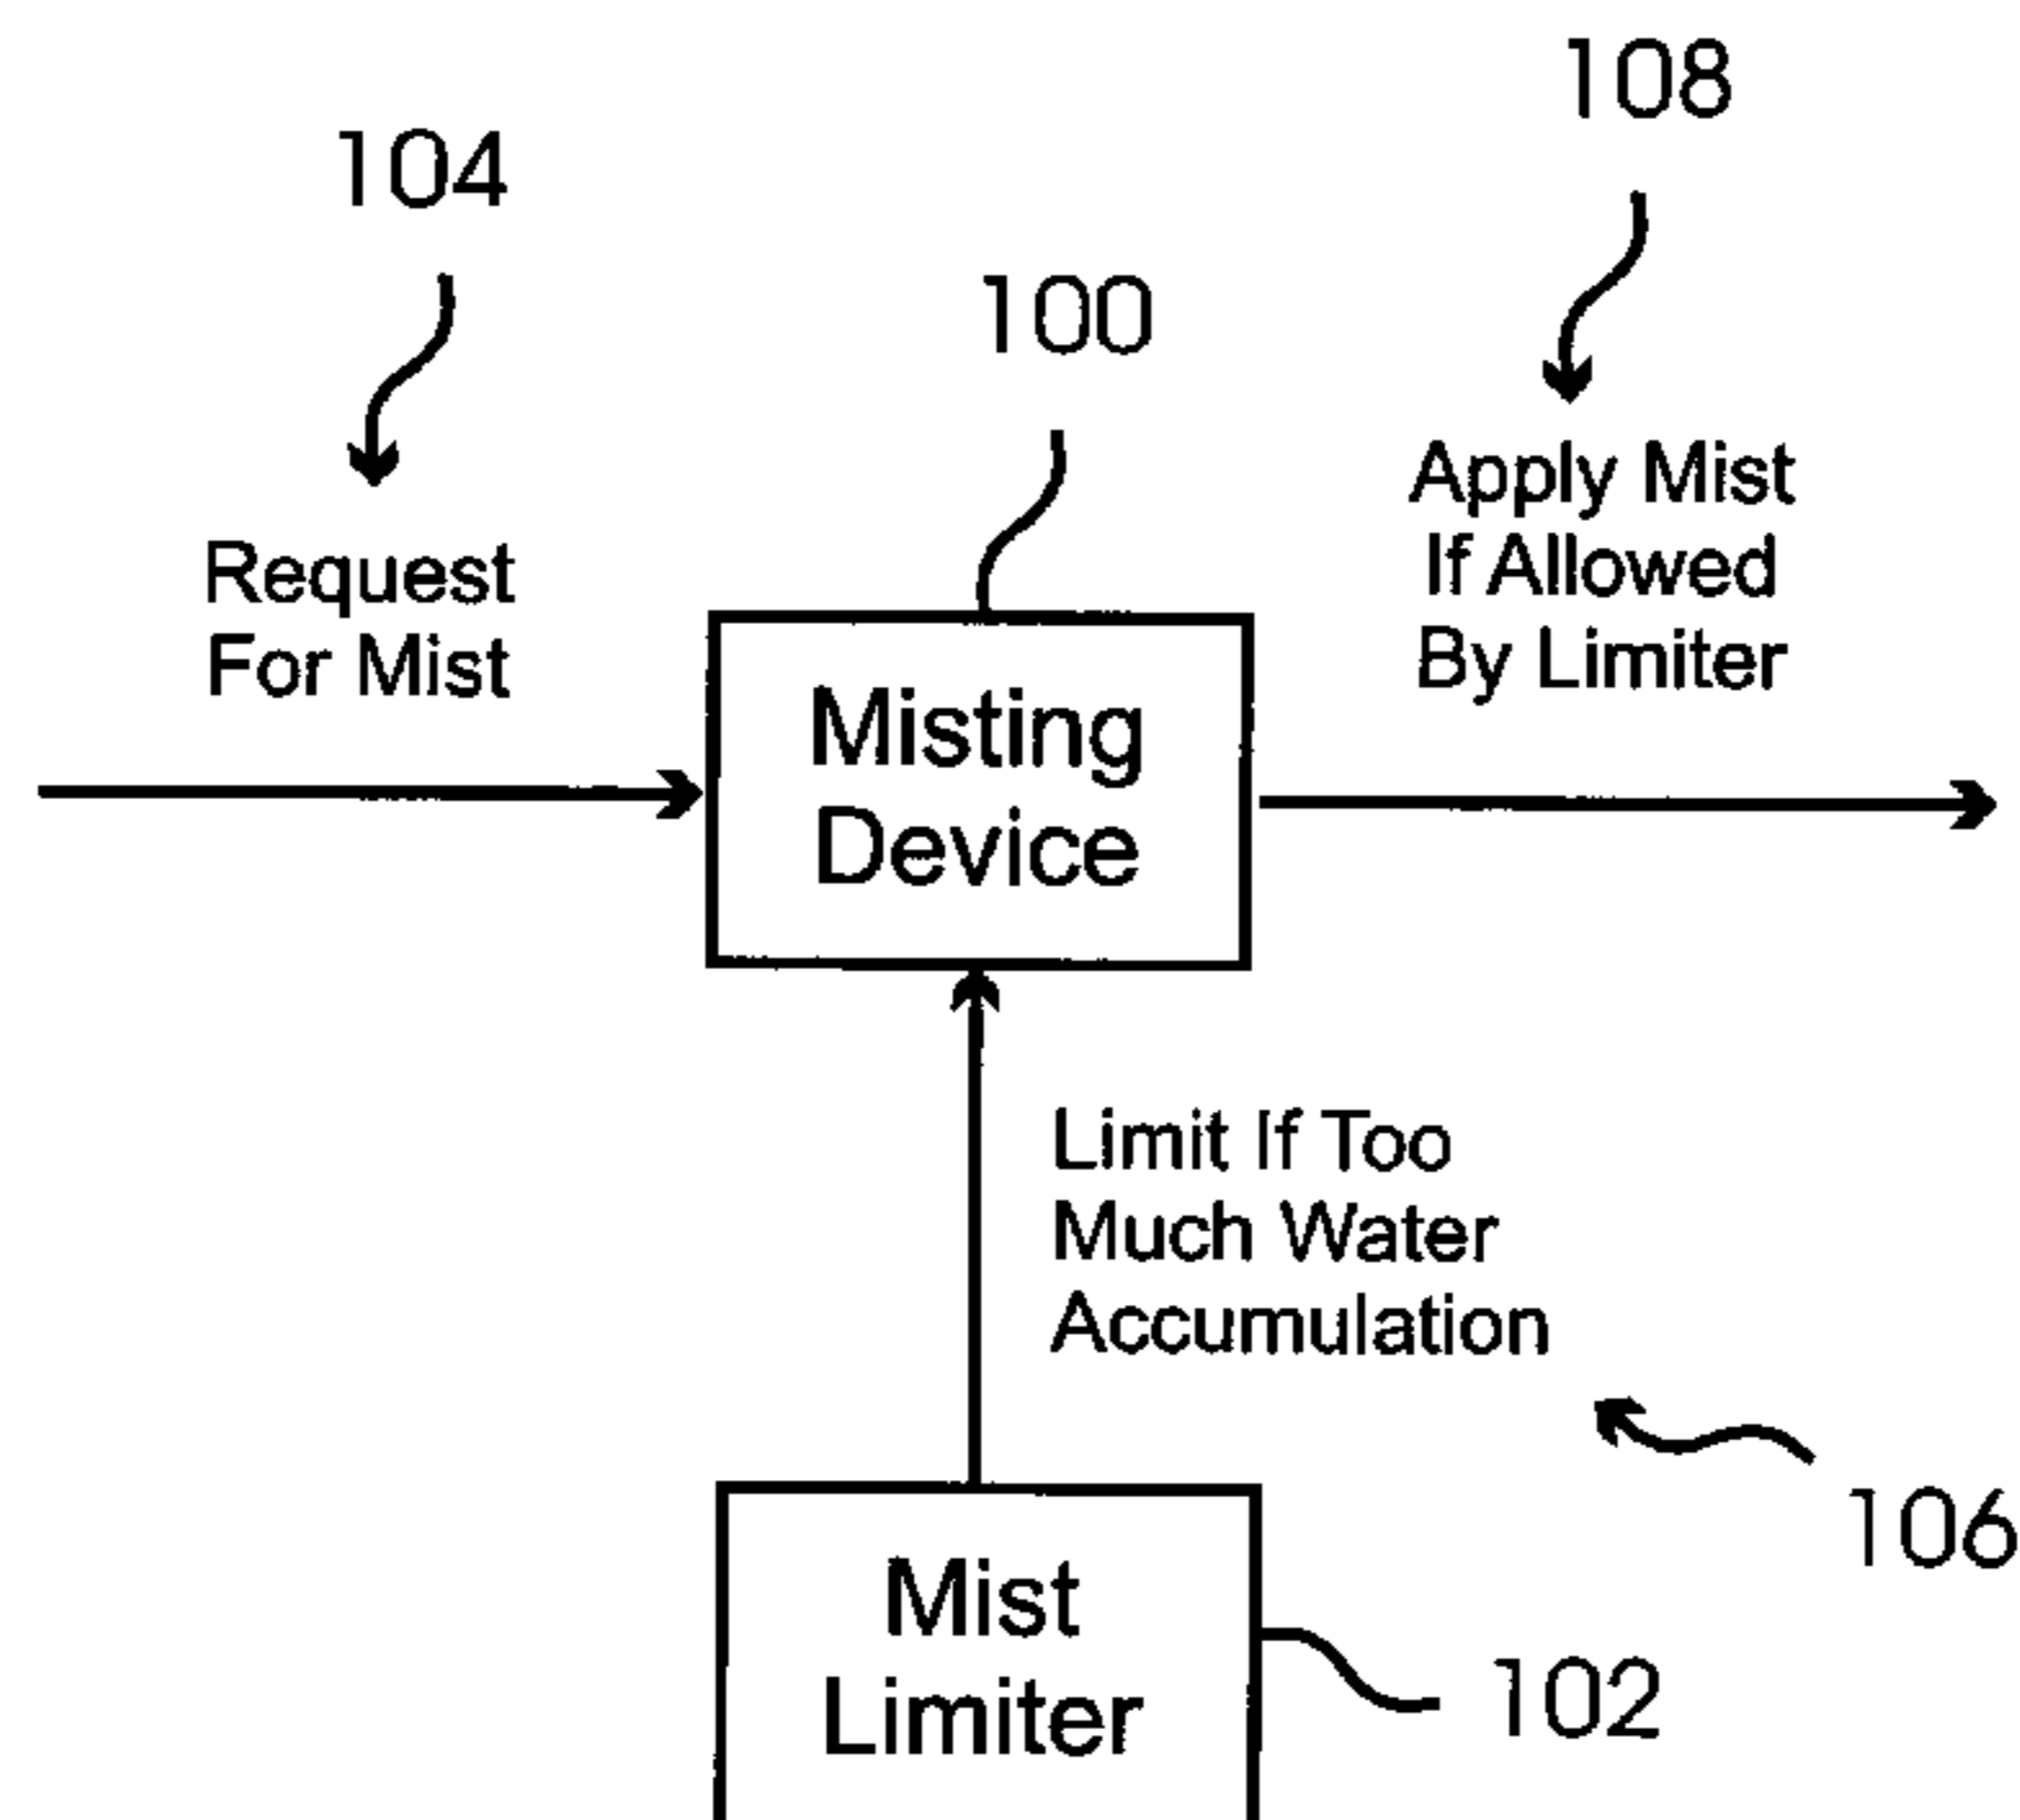 108
104
100
Apply Mist
If Allowed
By Limiter
Request
For Mist
Misting
Device
Limit If Too
Much Water
Accumulation
106
Mist
Limiter
102